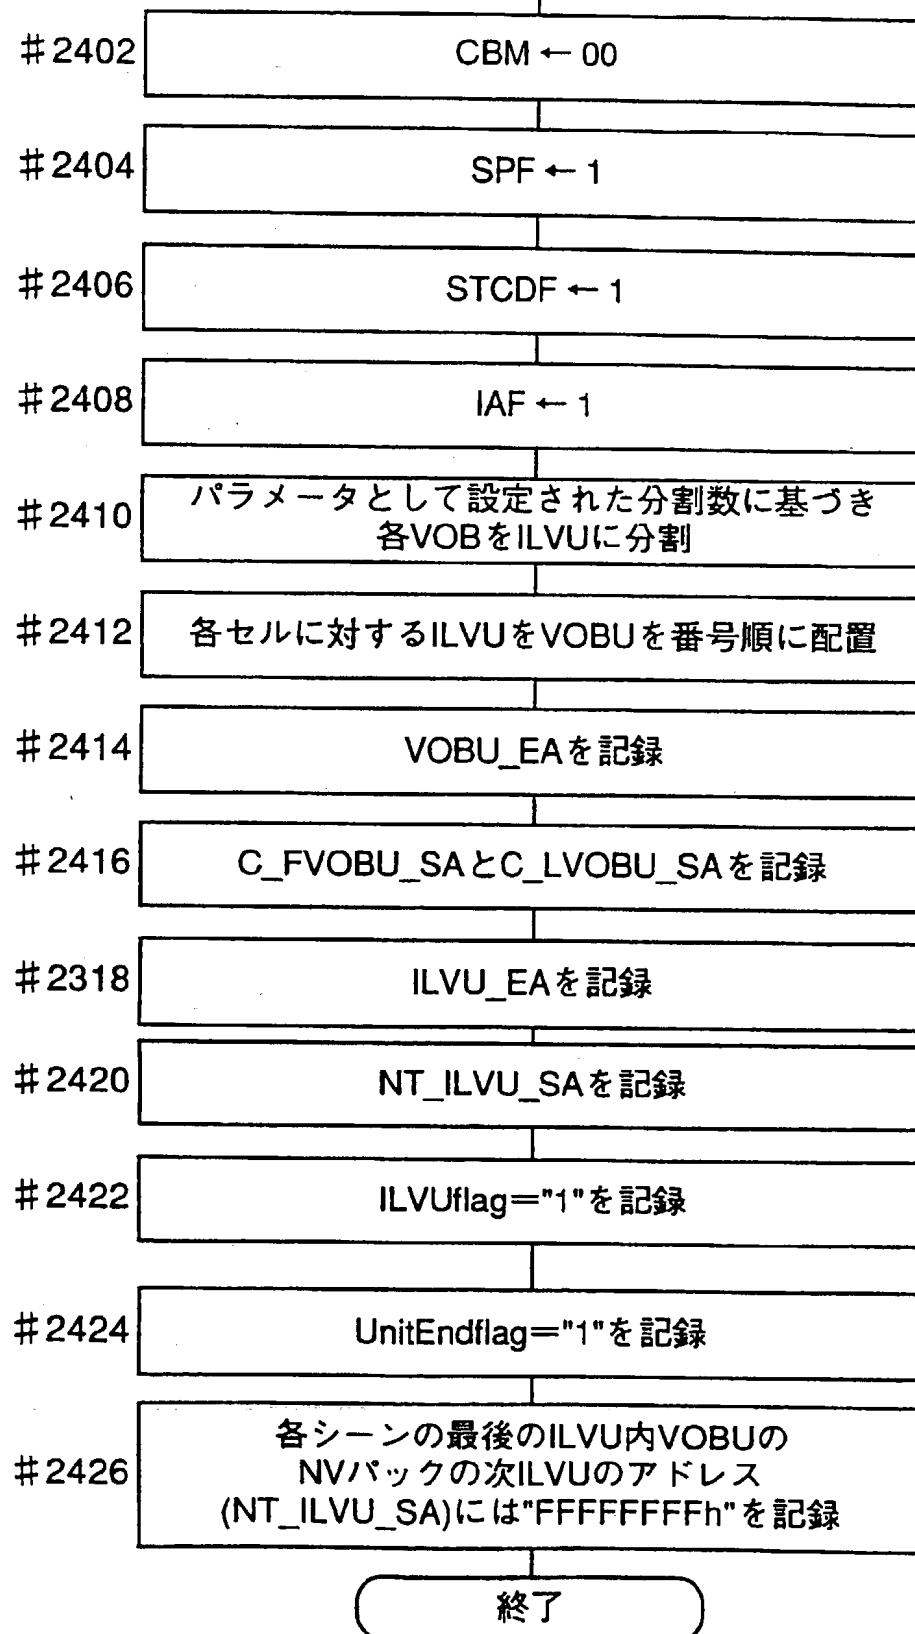 #2402 CBM ← 00
#2404 SPF ← 1
#2406 STCDF ← 1
#2408 IAF ← 1
#2410 パラメータとして設定された分割数に基づき
各VOBをILVUに分割
#2412 各セルに対するILVUをVOBUを番号順に配置
#2414 VOBU_EAを記録
#2416 C_FVOBU_SAとC_LVOBU_SAを記録
#2318 ILVU_EAを記録
#2420 NT_ILVU_SAを記録
#2422 ILVUflag="1"を記録
#2424 UnitEndflag="1"を記録
#2426 各シーンの最後のILVU内VOBUの
NVパックの次ILVUのアドレス
(NT_ILVU_SA)には"FFFFFFFFh"を記録
終了